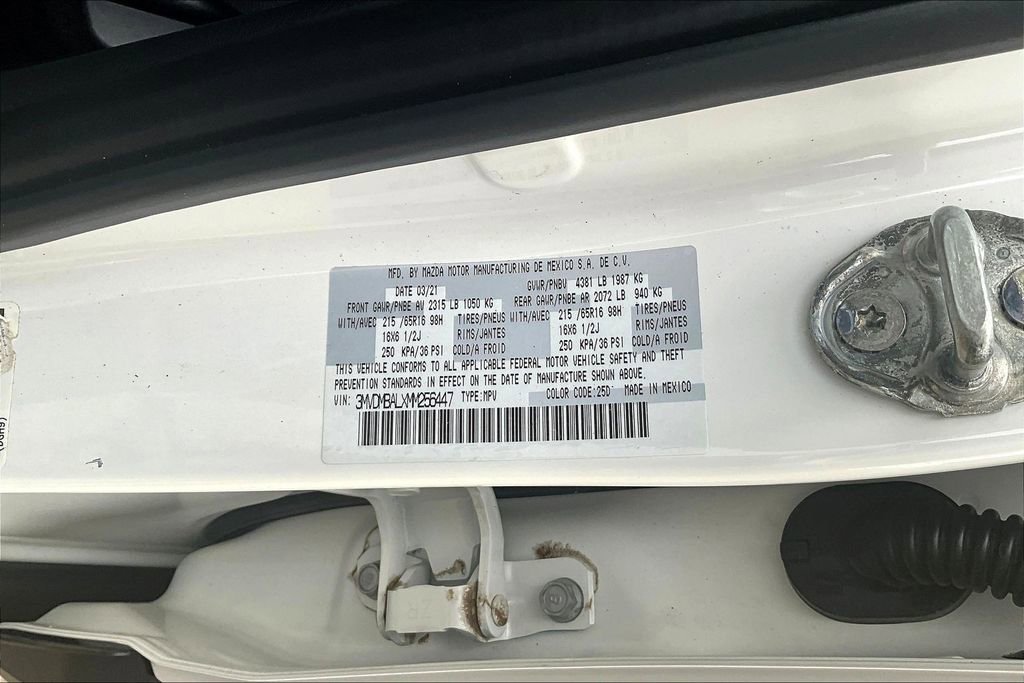 MFD. BY MAZDA MOTOR MANUFACTURING DE MEXICO S.A. DE C.V.
DATE 03/21 GVWR/PNBV 4381 LB 1987 KG
FRONT GAWR/PNBE AV 2315 LB 1050 KG REAR GAWR/PNBE AR 2072 LB 940 KG
WITH/AVEC 215 /65R16 98H TIRES/PNEUS WITH/AVEC 215 /65R16 98H TIRES/PNEUS
16X6 1/2J RIMS/JANTES 16X6 1/2J RIMS/JANTES
250 KPA/36 PSI COLD/A FROID 250 KPA/36 PSI COLD/A FROID
THIS VEHICLE CONFORMS TO ALL APPLICABLE FEDERAL MOTOR VEHICLE SAFETY AND THEFT
PREVENTION STANDARDS IN EFFECT ON THE DATE OF MANUFACTURE SHOWN ABOVE.
VIN: 3MVDMBALXMM256447 TYPE:MPV COLOR CODE:25D MADE IN MEXICO
ZR